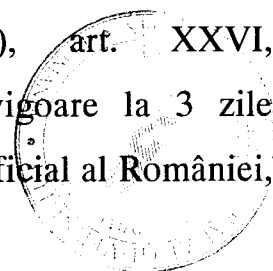 ), art. XXVI,
vigoare la 3 zile
ficial al României,